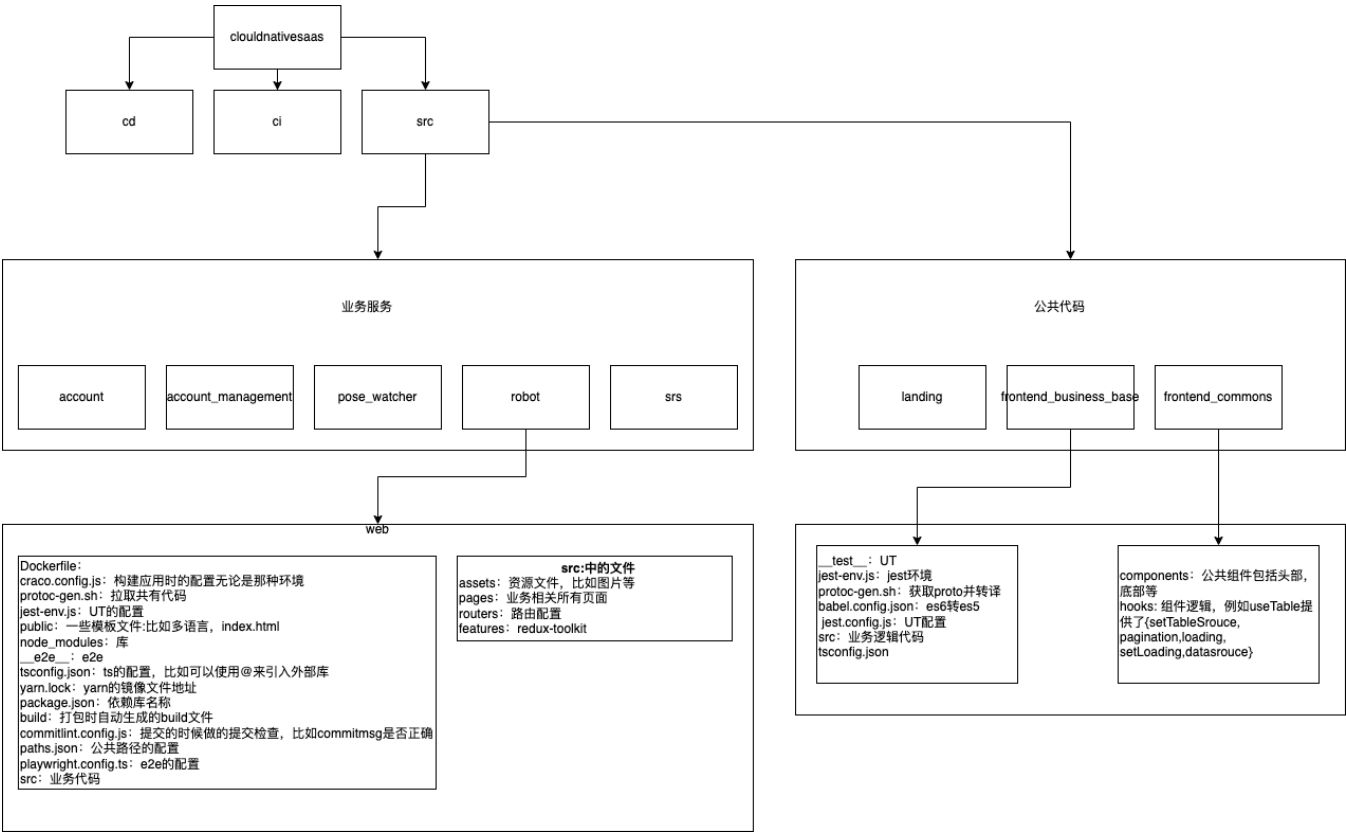 clouldnativesaas
cd
ci
src
业务服务
公共代码
account
account_management
pose_watcher
robot
srs
landing
frontend_business_base
frontend_commons
web
Dockerfile：
craco.config.js：构建应用时的配置无论是那种环境
protoc-gen.sh：拉取共有代码
jest-env.js：UT的配置
public：一些模板文件:比如多语言，index.html
node_modules：库
__e2e__：e2e
tsconfig.json：ts的配置，比如可以使用@来引入外部库
yarn.lock：yarn的镜像文件地址
package.json：依赖库名称
build：打包时自动生成的build文件
commitlint.config.js：提交的时候做的提交检查，比如commitmsg是否正确
paths.json：公共路径的配置
playwright.config.ts：e2e的配置
src：业务代码
src:中的文件
assets：资源文件，比如图片等
pages：业务相关所有页面
routers：路由配置
features：redux-toolkit
__test__：UT
jest-env.js：jest环境
protoc-gen.sh：获取proto并转译
babel.config.json：es6转es5
jest.config.js：UT配置
src：业务逻辑代码
tsconfig.json
components：公共组件包括头部，
底部等
hooks: 组件逻辑，例如useTable提
供了{setTableSrouce,
pagination,loading,
setLoading,datasrouce}